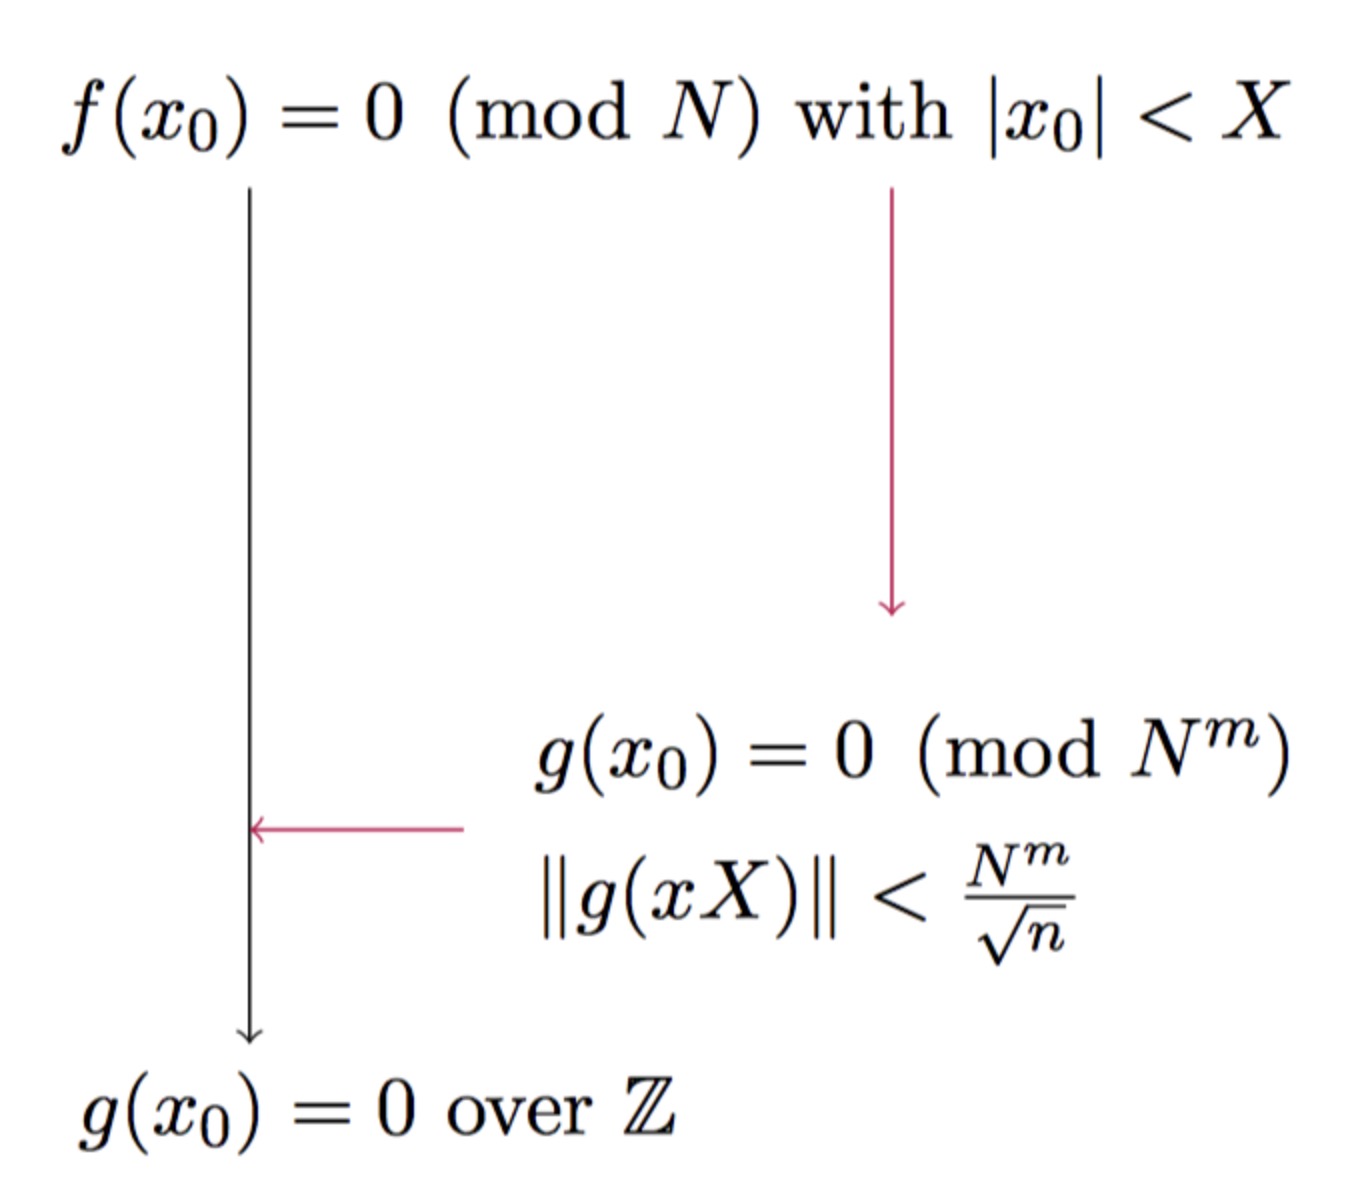 f(x₀) = 0 (mod N) with |x₀| < X
g(x₀) = 0 (mod Nᵐ)
‖g(xX)‖ < Nᵐ/√n
g(x₀) = 0 over ℤ